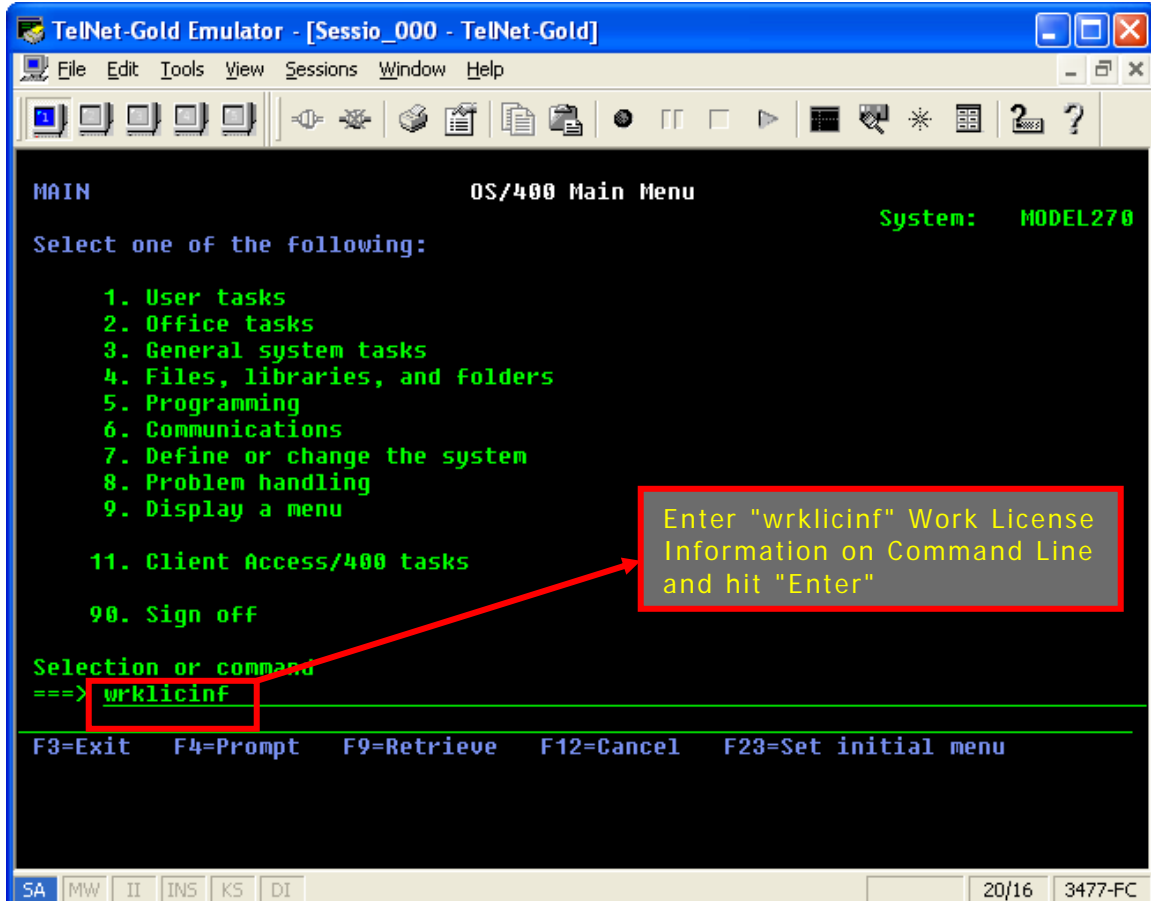 TelNet-Gold Emulator - [Sessio_000 - TelNet-Gold]
File Edit Tools View Sessions Window Help
MAIN OS/400 Main Menu
System: MODEL270
Select one of the following:
1. User tasks
2. Office tasks
3. General system tasks
4. Files, libraries, and folders
5. Programming
6. Communications
7. Define or change the system
8. Problem handling
9. Display a menu
11. Client Access/400 tasks
90. Sign off
Enter "wrklicinf" Work License
Information on Command Line
and hit "Enter"
Selection or command
===> wrklicinf
F3=Exit F4=Prompt F9=Retrieve F12=Cancel F23=Set initial menu
SA MW II INS KS DI 20/16 3477-FC